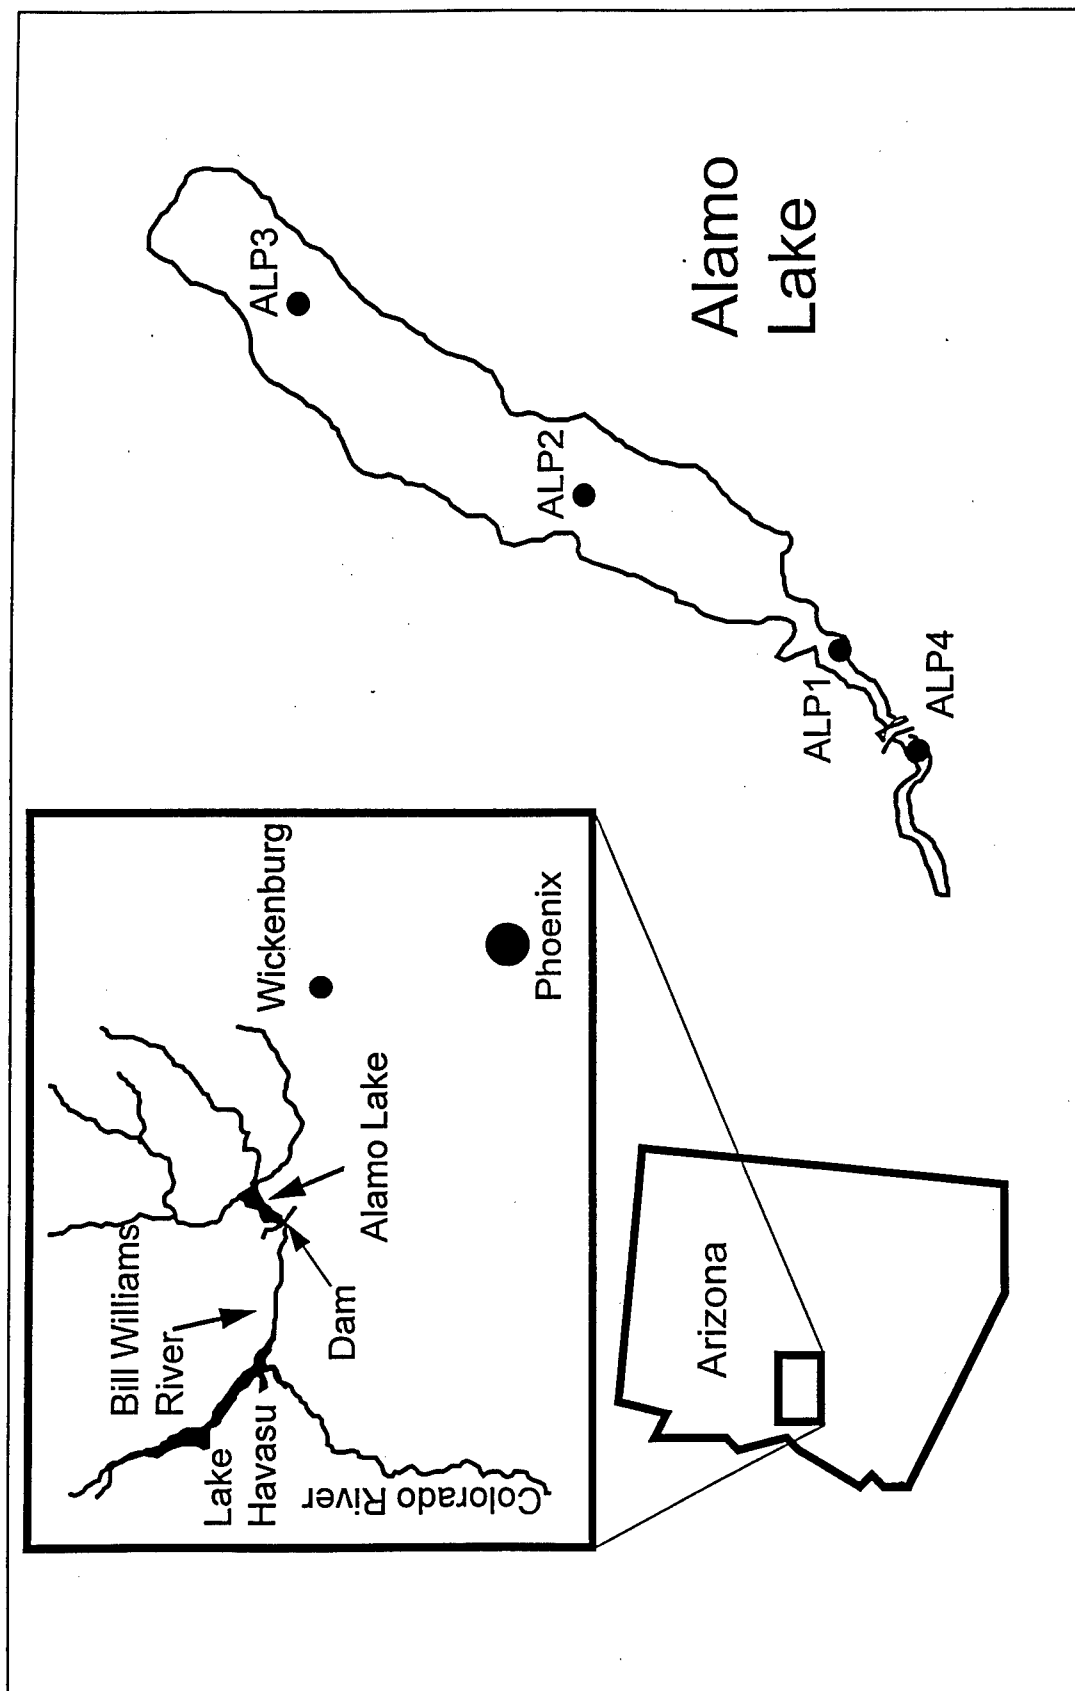 Bill Williams
River
Wickenburg
Lake
Havasu
Alamo Lake
Dam
Colorado River
Phoenix
Arizona
ALP3
ALP2
ALP1
ALP4
Alamo
Lake